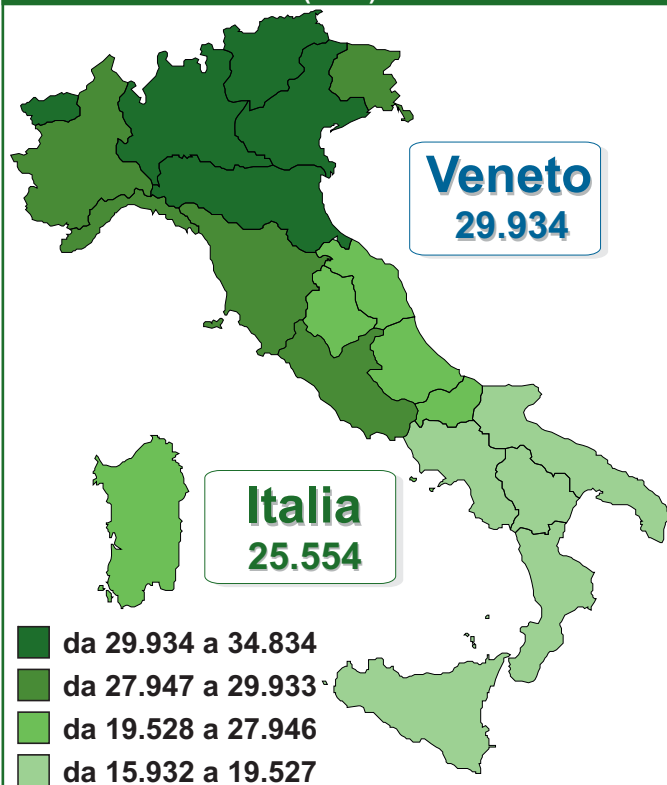 Veneto
29.934
Italia
25.554
da 29.934 a 34.834
da 27.947 a 29.933
da 19.528 a 27.946
da 15.932 a 19.527